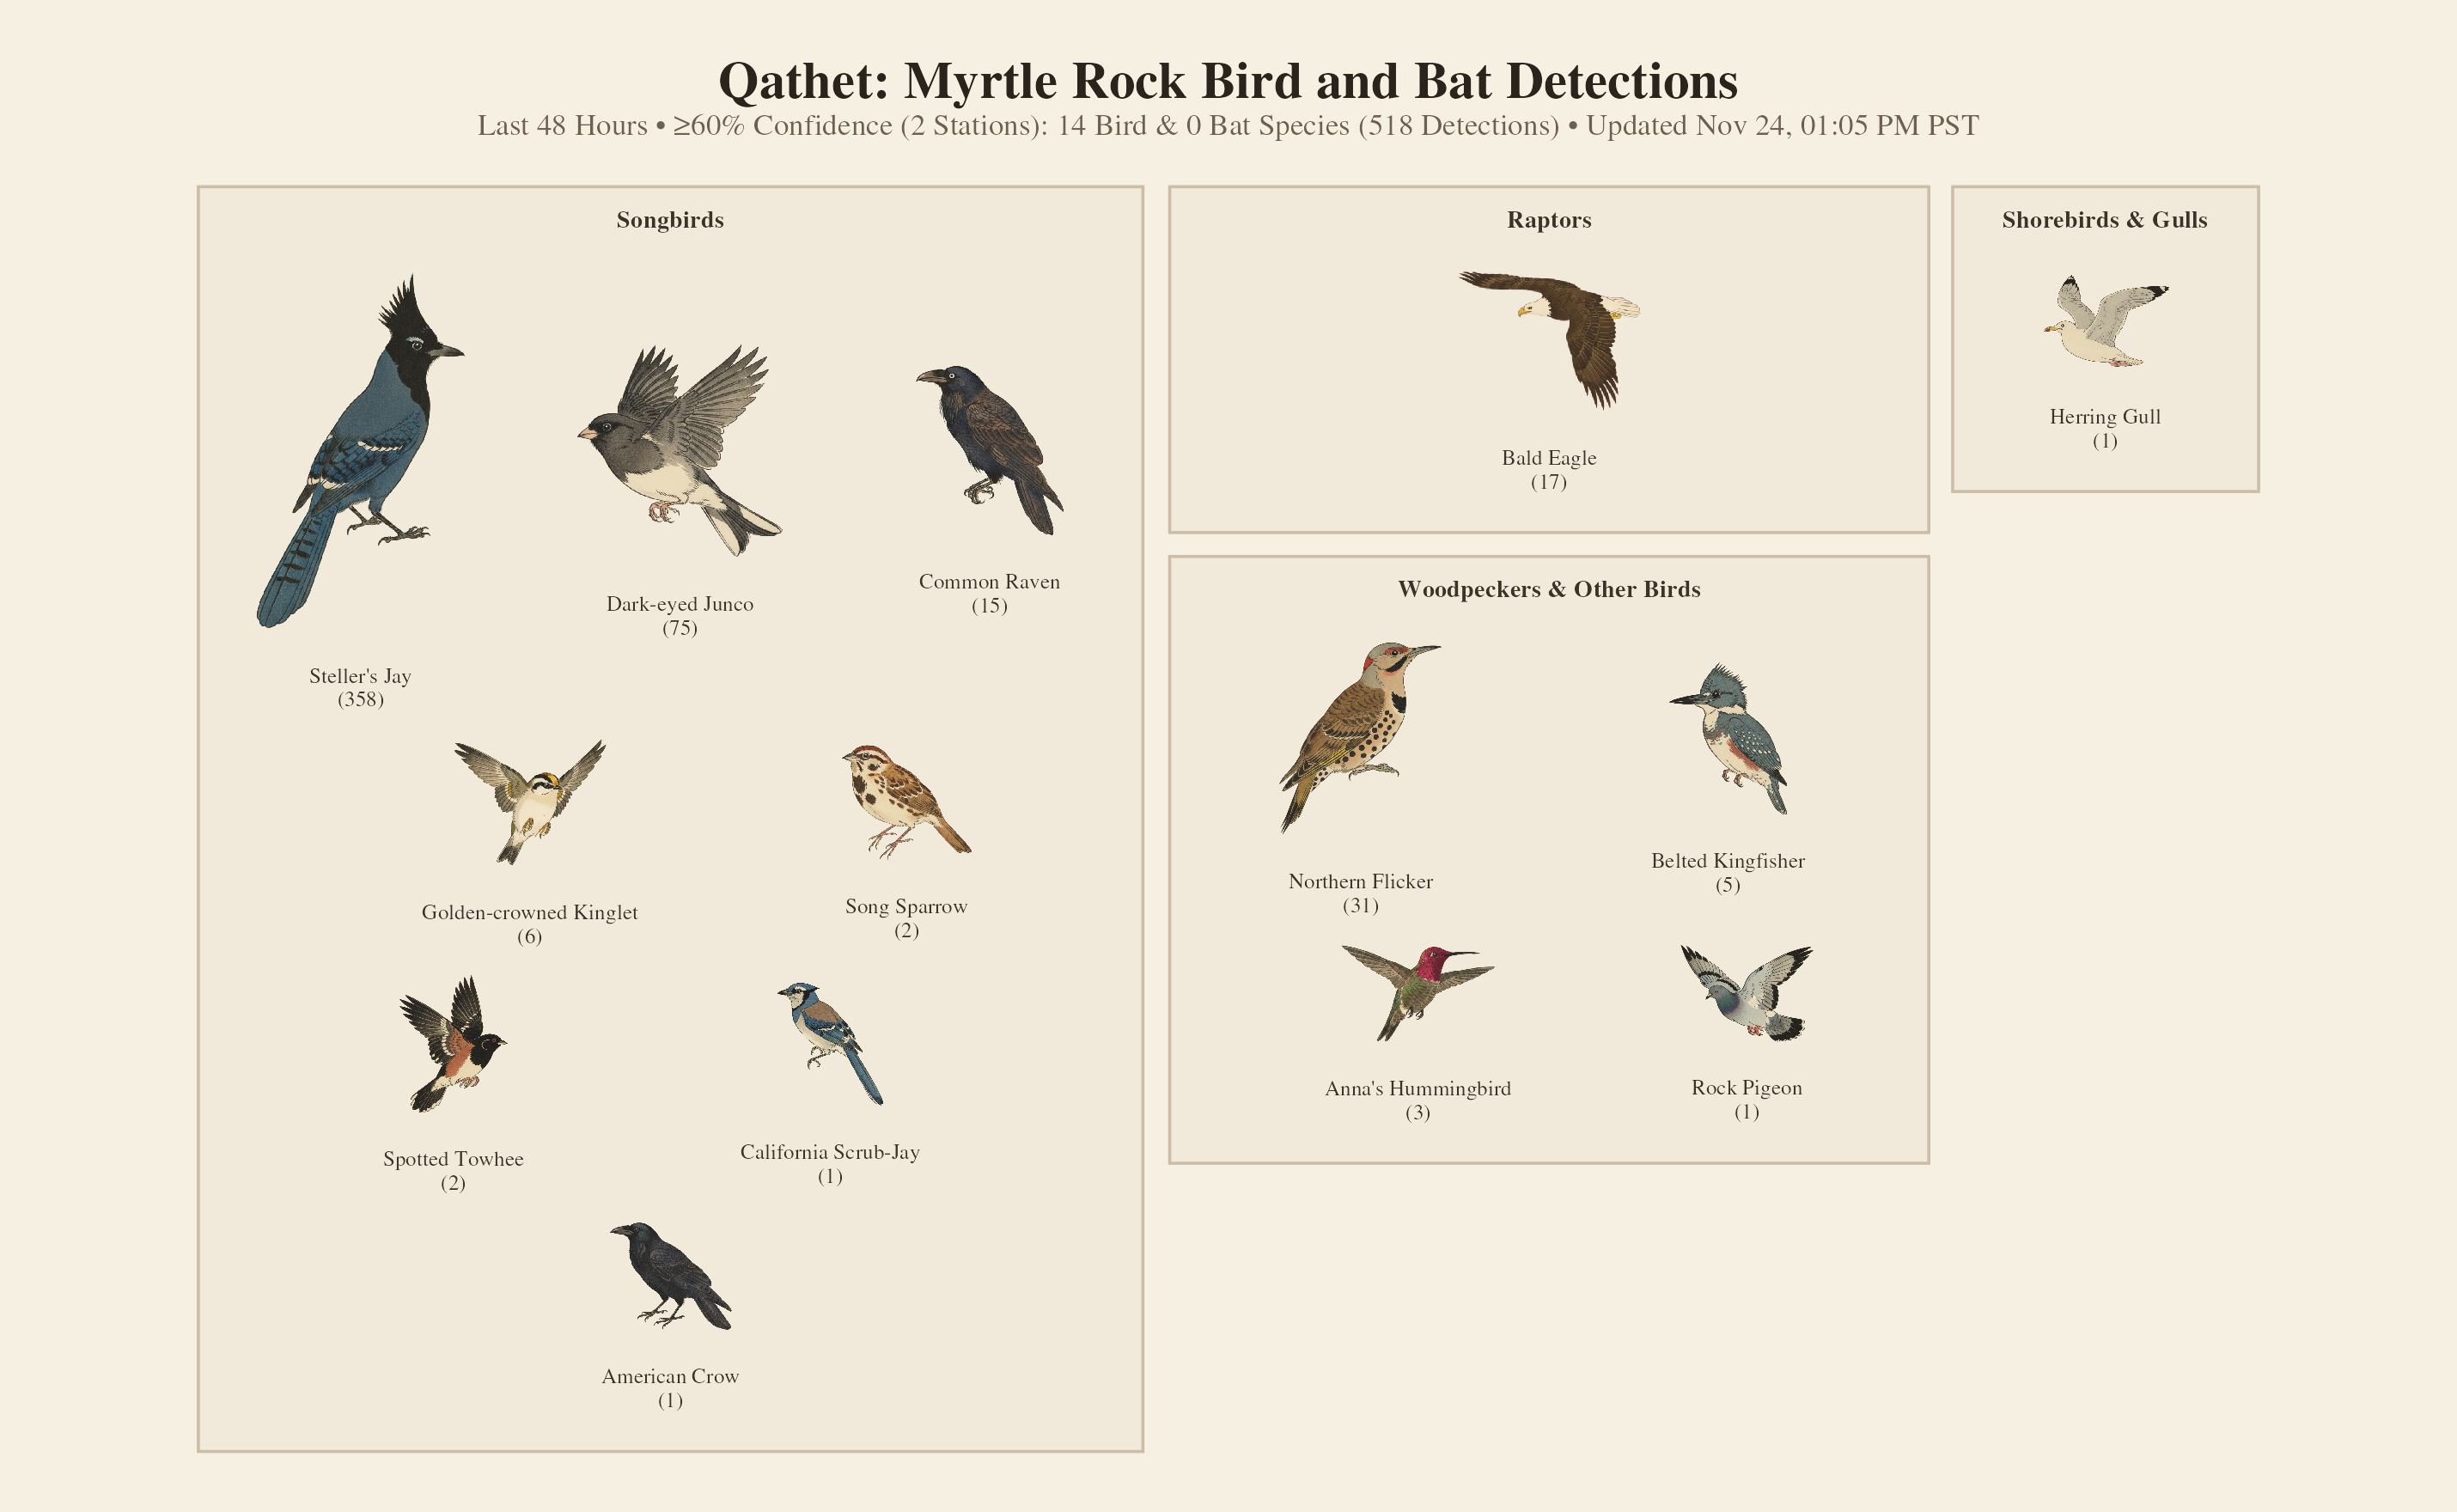 Qathet: Myrtle Rock Bird and Bat Detections
Last 48 Hours • ≥60% Confidence (2 Stations): 14 Bird & 0 Bat Species (518 Detections) • Updated Nov 24, 01:05 PM PST
Songbirds
Steller's Jay
(358)
Dark-eyed Junco
(75)
Common Raven
(15)
Golden-crowned Kinglet
(6)
Song Sparrow
(2)
Spotted Towhee
(2)
California Scrub-Jay
(1)
American Crow
(1)
Raptors
Bald Eagle
(17)
Woodpeckers & Other Birds
Northern Flicker
(31)
Belted Kingfisher
(5)
Anna's Hummingbird
(3)
Rock Pigeon
(1)
Shorebirds & Gulls
Herring Gull
(1)